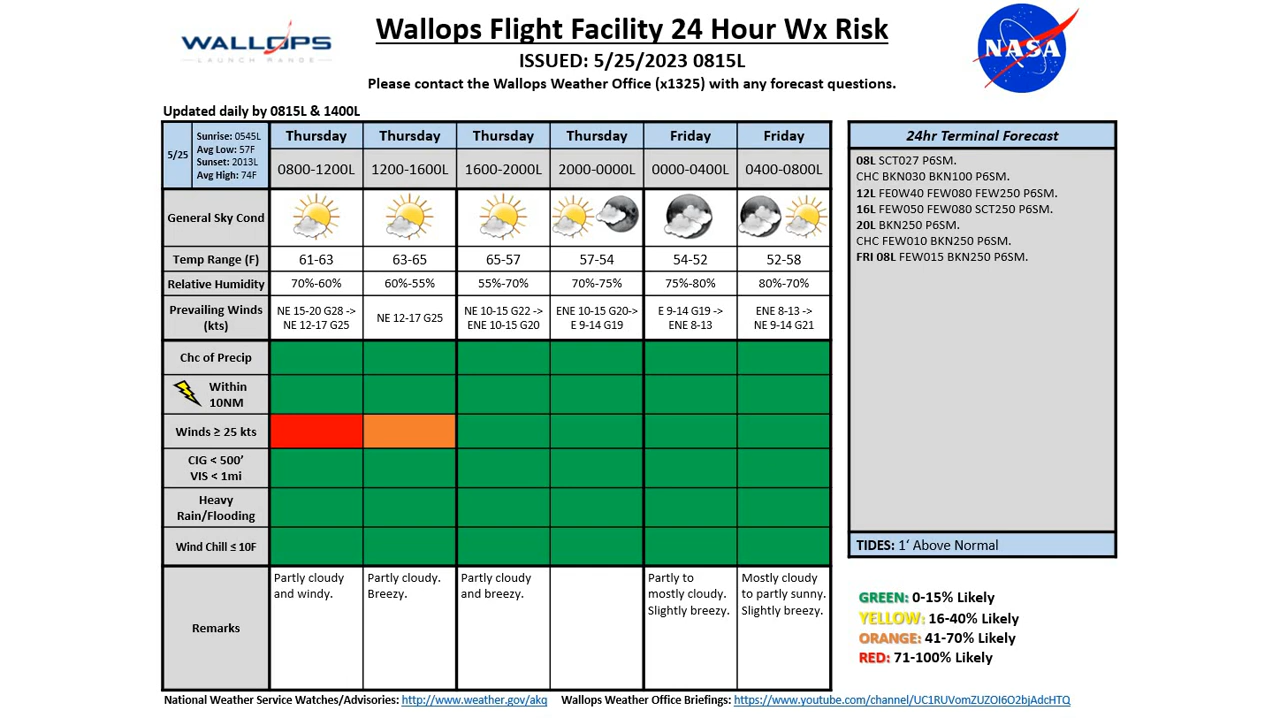 WALLOPS
LAUNCH RANGE
Wallops Flight Facility 24 Hour Wx Risk
ISSUED: 5/25/2023 0815L
Please contact the Wallops Weather Office (x1325) with any forecast questions.
NASA
Updated daily by 0815L & 1400L
5/25
Sunrise: 0545L
Avg Low: 57F
Sunset: 2013L
Avg High: 74F
Thursday Thursday Thursday Thursday Friday Friday
0800-1200L 1200-1600L 1600-2000L 2000-0000L 0000-0400L 0400-0800L
General Sky Cond
Temp Range (F) 61-63 63-65 65-57 57-54 54-52 52-58
Relative Humidity 70%-60% 60%-55% 55%-70% 70%-75% 75%-80% 80%-70%
Prevailing Winds
(kts)
NE 15-20 G28 ->
NE 12-17 G25
NE 12-17 G25
NE 10-15 G22 ->
ENE 10-15 G20
ENE 10-15 G20->
E 9-14 G19
E 9-14 G19 ->
ENE 8-13
ENE 8-13 ->
NE 9-14 G21
Chc of Precip
Within
10NM
Winds ≥ 25 kts
CIG < 500’
VIS < 1mi
Heavy
Rain/Flooding
Wind Chill ≤ 10F
Remarks
Partly cloudy
and windy.
Partly cloudy.
Breezy.
Partly cloudy
and breezy.
Partly to
mostly cloudy.
Slightly breezy.
Mostly cloudy
to partly sunny.
Slightly breezy.
24hr Terminal Forecast
08L SCT027 P6SM.
CHC BKN030 BKN100 P6SM.
12L FE0W40 FEW080 FEW250 P6SM.
16L FEW050 FEW080 SCT250 P6SM.
20L BKN250 P6SM.
CHC FEW010 BKN250 P6SM.
FRI 08L FEW015 BKN250 P6SM.
TIDES: 1‘ Above Normal
GREEN: 0-15% Likely
YELLOW: 16-40% Likely
ORANGE: 41-70% Likely
RED: 71-100% Likely
National Weather Service Watches/Advisories: http://www.weather.gov/akq Wallops Weather Office Briefings: https://www.youtube.com/channel/UC1RUVomZUZOI6O2bjAdcHTQ